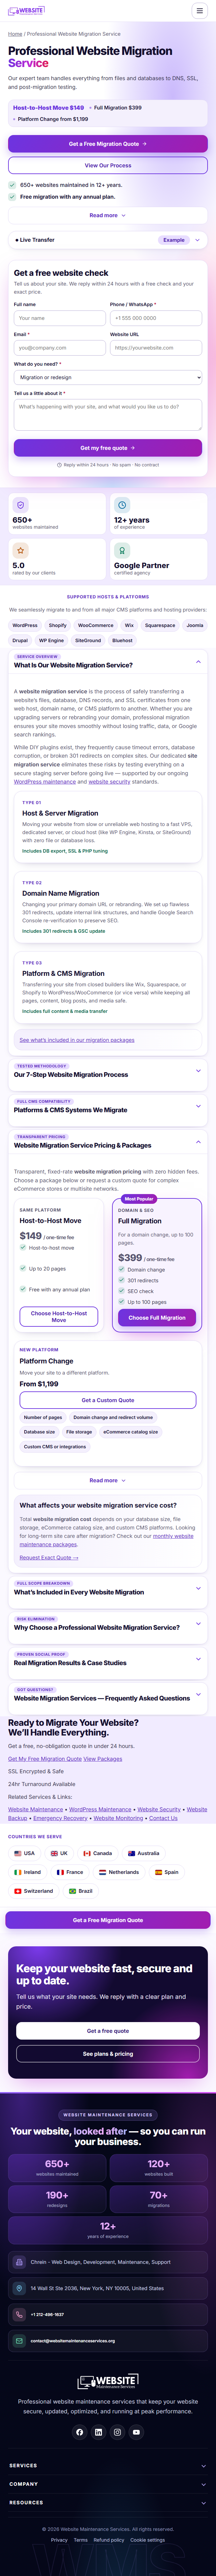 WEBSITE
Home / Professional Website Migration Service
Professional Website Migration
Service
Our expert team handles everything from files and databases to DNS, SSL,
and post-migration testing.
Host-to-Host Move $149
Full Migration $399
Platform Change from $1,199
Get a Free Migration Quote →
View Our Process
650+ websites maintained in 12+ years.
Free migration with any annual plan.
Read more
Live Transfer
Example
Get a free website check
Tell us about your site. We reply within 24 hours with a free check and your
exact price.
Full name
Phone / WhatsApp *
Your name
+1 555 000 0000
Email *
Website URL
you@company.com
https://yourwebsite.com
What do you need? *
Migration or redesign
Tell us a little about it *
What's happening with your site, and what would you like us to do?
Get my free quote →
Reply within 24 hours · No spam · No contract
650+
websites maintained
12+ years
of experience
5.0
rated by our clients
Google Partner
certified agency
SUPPORTED HOSTS & PLATFORMS
We seamlessly migrate to and from all major CMS platforms and hosting providers:
WordPress
Shopify
WooCommerce
Wix
Squarespace
Joomla
Drupal
WP Engine
SiteGround
Bluehost
SERVICE OVERVIEW
What Is Our Website Migration Service?
A website migration service is the process of safely transferring a
website's files, database, DNS records, and SSL certificates from one
web host, domain name, or CMS platform to another. Whether you are
upgrading servers or rebranding your domain, professional migration
ensures your site moves without losing any traffic, data, or Google
rankings.
While DIY plugins exist, they frequently cause timeout errors, database
corruption, or broken 301 redirects on complex sites. Our dedicated site
migration service eliminates these risks by testing everything on a
secure staging server before going live — supported by our ongoing
WordPress maintenance and website security standards.
TYPE 01
Host & Server Migration
Moving your website from a slow or unreliable web hosting to a fast VPS,
dedicated server, or cloud host (like WP Engine, Kinsta, or SiteGround)
with zero file or database loss.
Includes DB export, SSL & PHP tuning
TYPE 02
Domain Name Migration
Changing your primary domain URL or rebranding. We set up flawless
301 redirects, update internal link structures, and handle Google Search
Console re-verification to preserve SEO.
Includes 301 redirects & GSC update
TYPE 03
Platform & CMS Migration
Transferring your site from closed builders like Wix, Squarespace, or
Shopify to WordPress/WooCommerce (or vice versa) while keeping all
pages, content, blog posts, and media safe.
Includes full content & media transfer
See what's included in our migration packages
TESTED METHODOLOGY
Our 7-Step Website Migration Process
FULL CMS COMPATIBILITY
Platforms & CMS Systems We Migrate
TRANSPARENT PRICING
Website Migration Service Pricing & Packages
Transparent, fixed-rate website migration pricing with zero hidden fees.
Choose a package below or request a custom quote for complex
eCommerce stores or multisite networks.
SAME PLATFORM
Host-to-Host Move
$149 / one-time fee
Host-to-host move
Up to 20 pages
Free with any annual plan
Choose Host-to-Host
Move
Most Popular
DOMAIN & SEO
Full Migration
For a domain change, up to 100
pages.
$399 / one-time fee
Domain change
301 redirects
SEO check
Up to 100 pages
Choose Full Migration
NEW PLATFORM
Platform Change
Move your site to a different platform.
From $1,199
Get a Custom Quote
Number of pages
Domain change and redirect volume
Database size
File storage
eCommerce catalog size
Custom CMS or integrations
Read more
What affects your website migration service cost?
Total website migration cost depends on your database size, file
storage, eCommerce catalog size, and custom CMS platforms. Looking
for long-term site care after migration? Check out our monthly website
maintenance packages.
Request Exact Quote →
FULL SCOPE BREAKDOWN
What's Included in Every Website Migration
RISK ELIMINATION
Why Choose a Professional Website Migration Service?
PROVEN SOCIAL PROOF
Real Migration Results & Case Studies
GOT QUESTIONS?
Website Migration Services — Frequently Asked Questions
Ready to Migrate Your Website?
We'll Handle Everything.
Get a free, no-obligation quote in under 24 hours.
Get My Free Migration Quote View Packages
SSL Encrypted & Safe
24hr Turnaround Available
Related Services & Links:
Website Maintenance • WordPress Maintenance • Website Security • Website
Backup • Emergency Recovery • Website Monitoring • Contact Us
COUNTRIES WE SERVE
USA
UK
Canada
Australia
Ireland
France
Netherlands
Spain
Switzerland
Brazil
Get a Free Migration Quote
Keep your website fast, secure and
up to date.
Tell us what your site needs. We reply with a clear plan and
price.
Get a free quote
See plans & pricing
WEBSITE MAINTENANCE SERVICES
Your website, looked after — so you can run
your business.
650+
websites maintained
120+
websites built
190+
redesigns
70+
migrations
12+
years of experience
Chrein - Web Design, Development, Maintenance, Support
14 Wall St Ste 2036, New York, NY 10005, United States
+1 212-498-1637
contact@websitemaintenanceservices.org
WEBSITE
Maintenance Services
Professional website maintenance services that keep your website
secure, updated, optimized, and running at peak performance.
SERVICES
COMPANY
RESOURCES
© 2026 Website Maintenance Services. All rights reserved.
Privacy
Terms
Refund policy
Cookie settings
WMS